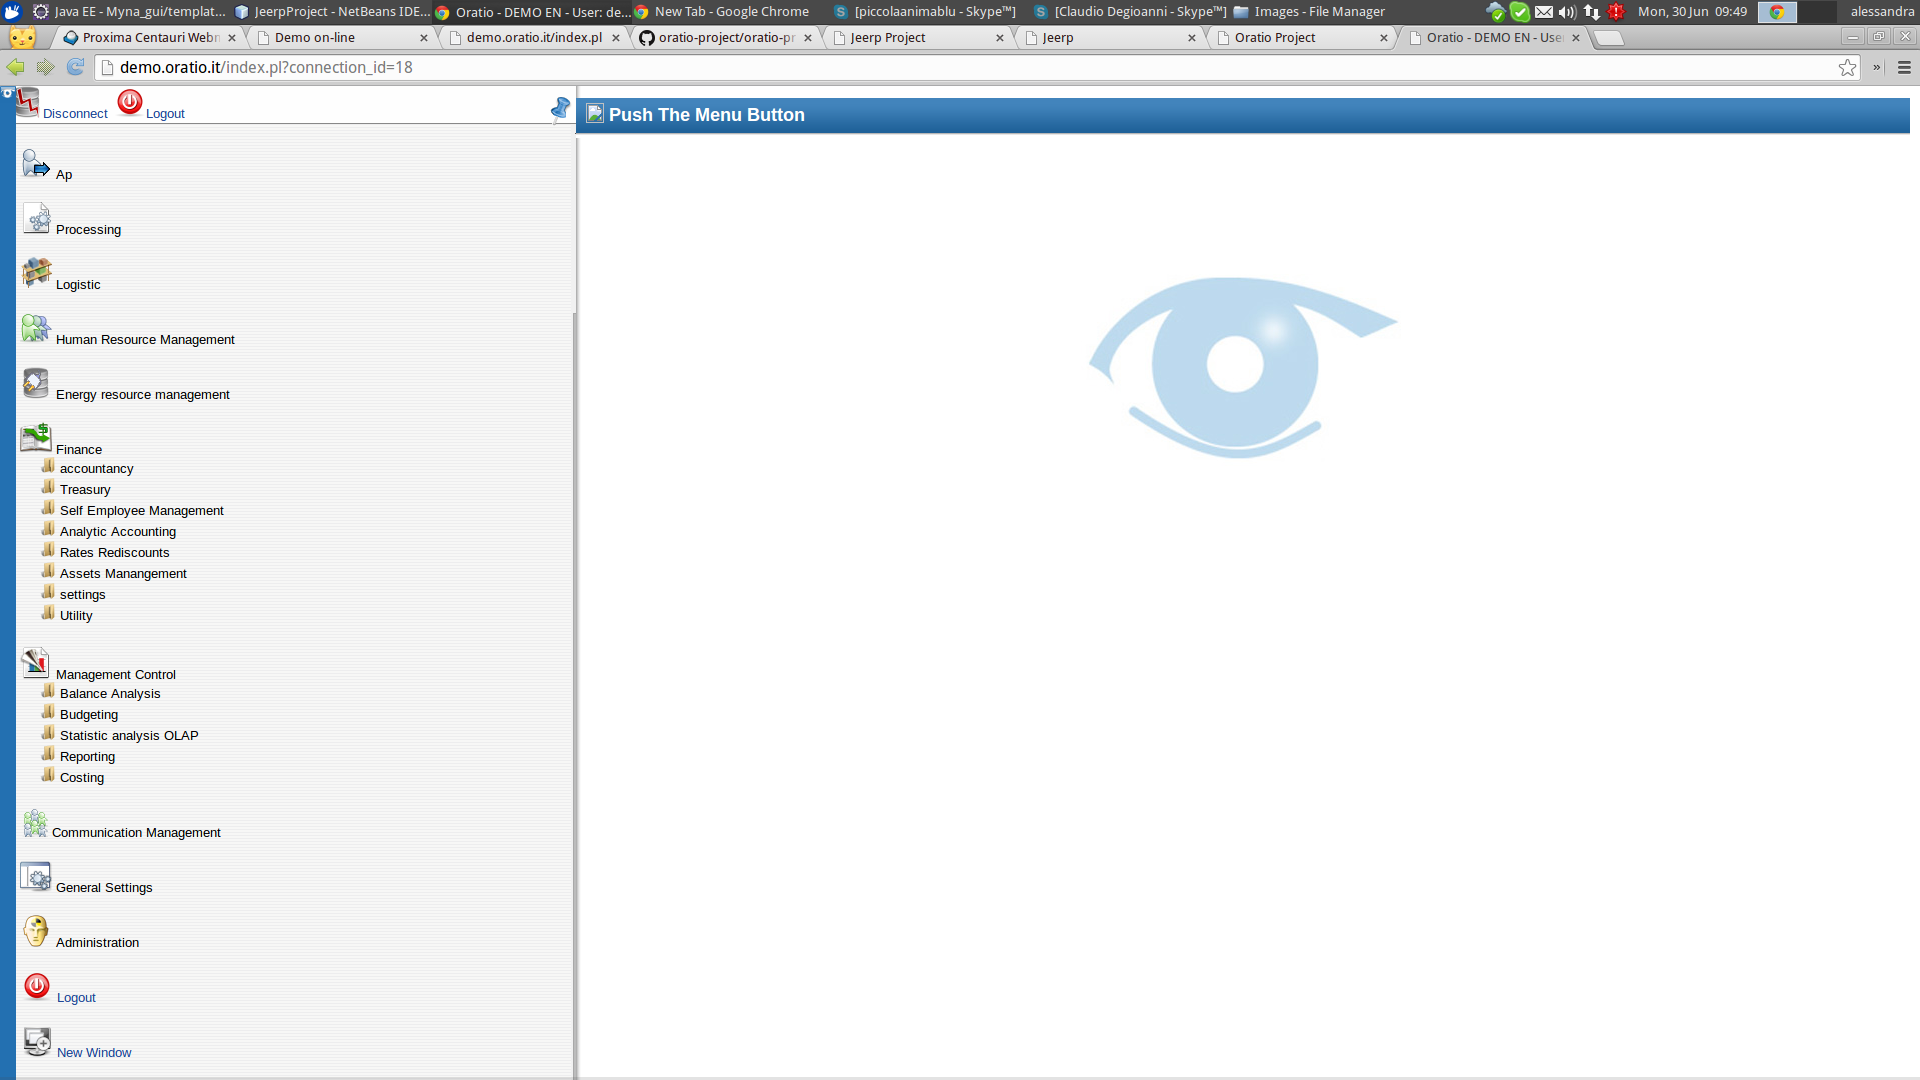 Java EE - Myna_gui/templat... JeerpProject - NetBeans IDE... Oratio - DEMO EN - User: de... New Tab - Google Chrome [piccolaanimablu - Skype™] [Claudio Degioanni - Skype™] Images - File Manager Mon, 30 Jun 09:49 alessandra
Proxima Centauri Webn Demo on-line demo.oratio.it/index.pl oratio-project/oratio-pr Jeerp Project Jeerp Oratio Project Oratio - DEMO EN - Use
demo.oratio.it/index.pl?connection_id=18
Disconnect Logout
Push The Menu Button
Ap
Processing
Logistic
Human Resource Management
Energy resource management
Finance
accountancy
Treasury
Self Employee Management
Analytic Accounting
Rates Rediscounts
Assets Manangement
settings
Utility
Management Control
Balance Analysis
Budgeting
Statistic analysis OLAP
Reporting
Costing
Communication Management
General Settings
Administration
Logout
New Window